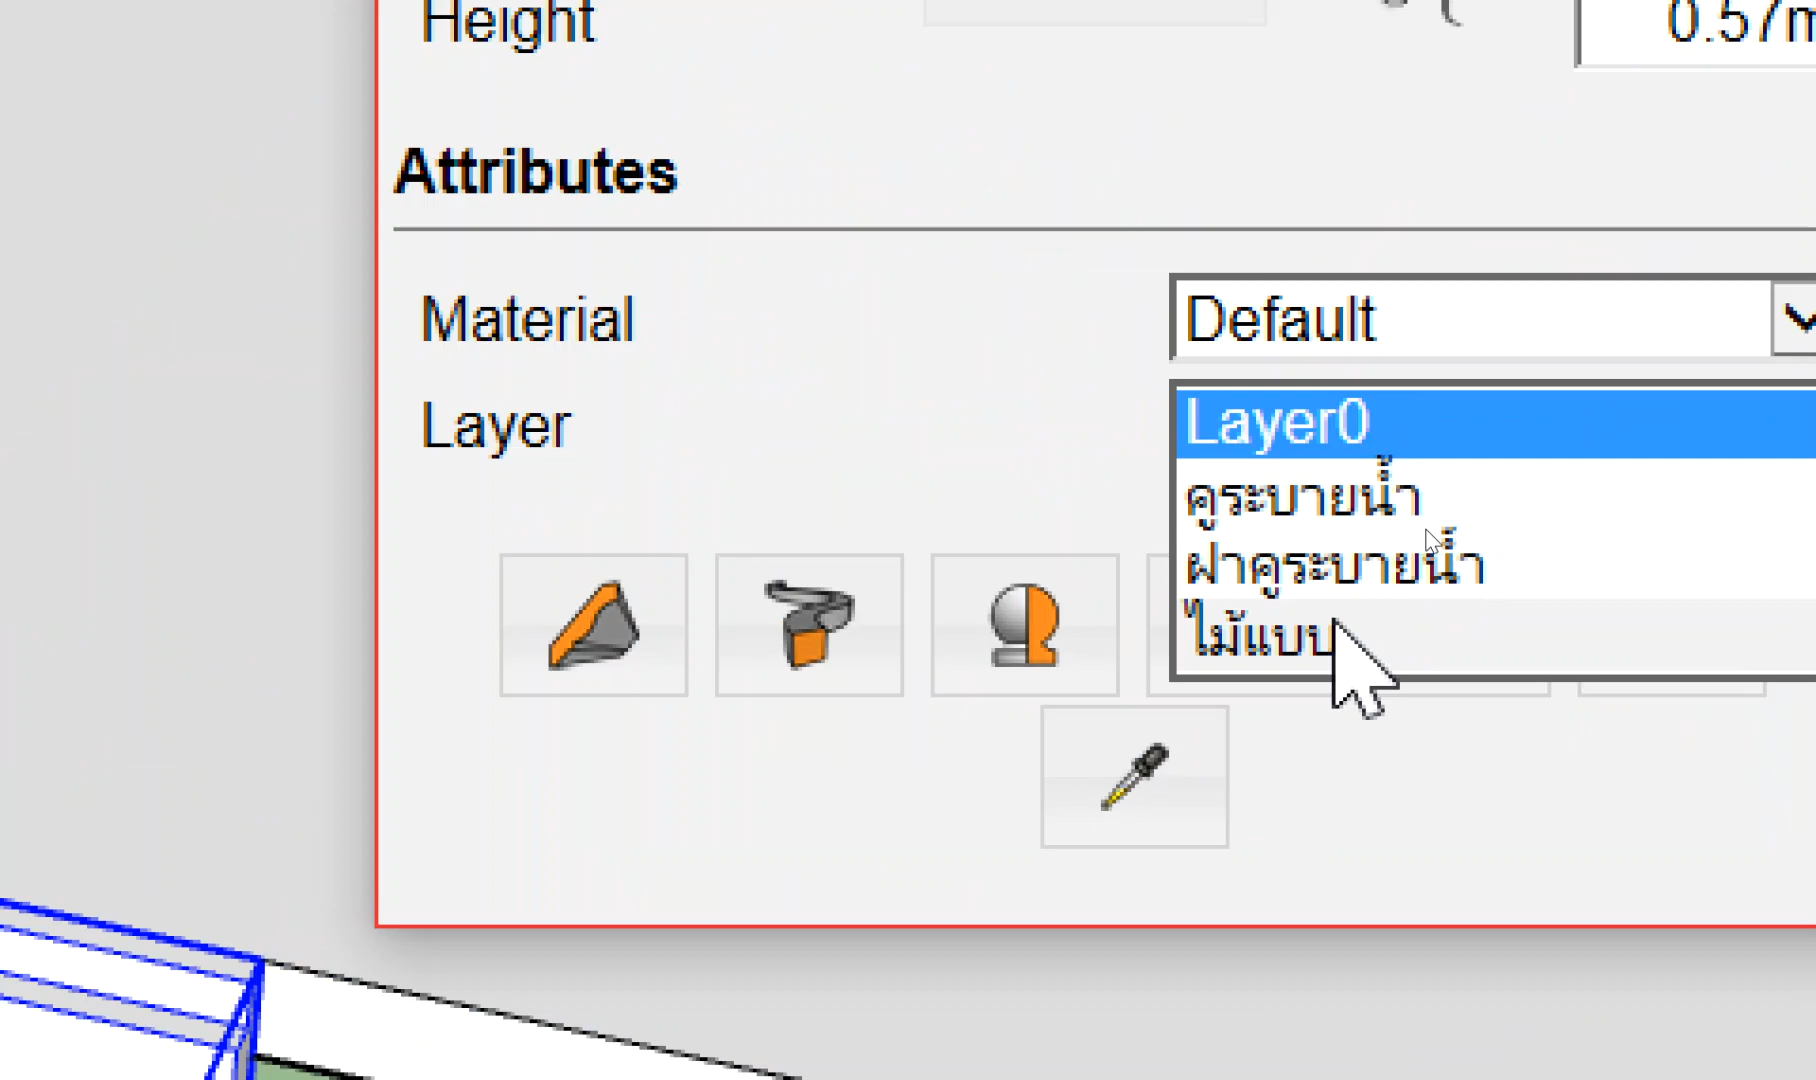 Height
0.57m
Attributes
Material
Default
Layer
Layer0
คูระบายน้ำ
ฝาคูระบายน้ำ
ไม้แบบ